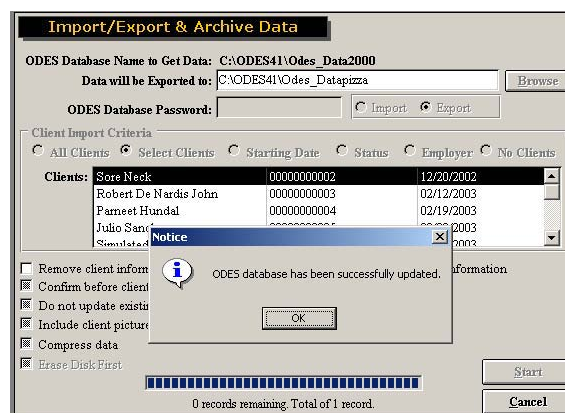 Import/Export & Archive Data
ODES Database Name to Get Data: C:\ODES41\Odes_Data2000
Data will be Exported to: C:\ODES41\Odes_Datapizza Browse
ODES Database Password: Import Export
Client Import Criteria
All Clients Select Clients Starting Date Status Employer No Clients
Clients: Sore Neck 00000000002 12/20/2002
Robert De Nardis John 00000000003 02/12/2003
Parneet Hundal 00000000004 02/19/2003
Julio
Simulated 2003
Notice
ODES database has been successfully updated.
OK
Remove client
Confirm before client
Do not update
Include client picture
Compress data
Erase Disk First
Start
0 records remaining. Total of 1 record.
Cancel